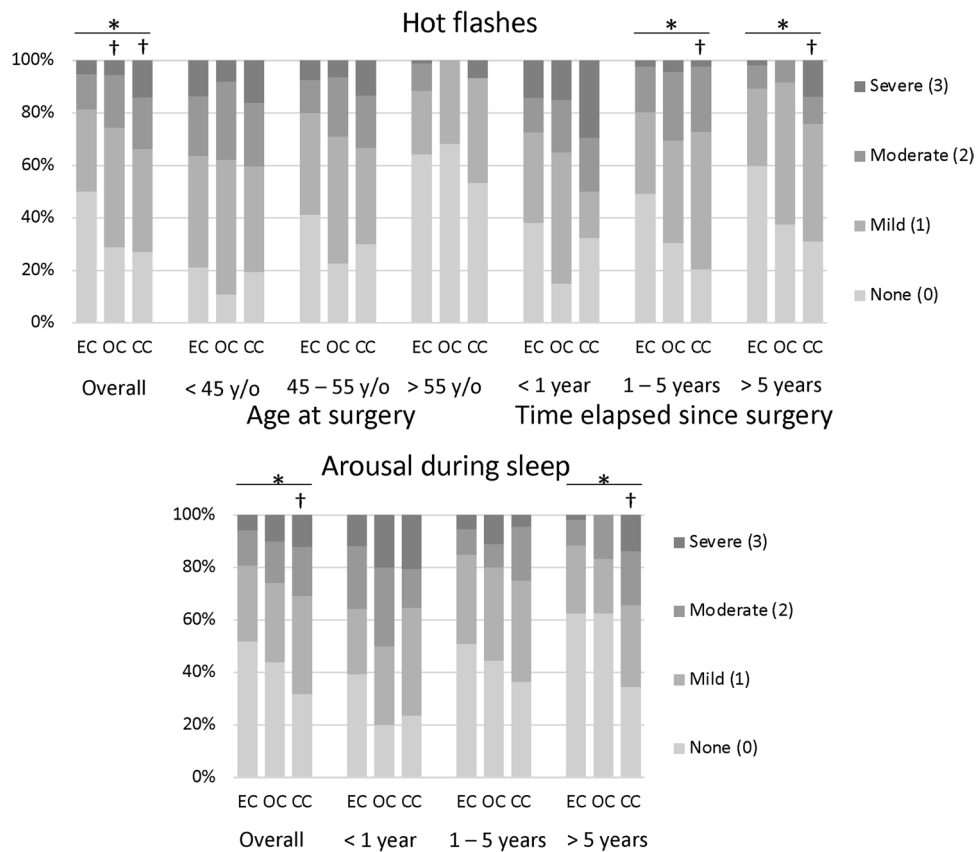 Hot flashes
* * *
† † † †
100%
80%
60%
40%
20%
0%
Severe (3)
Moderate (2)
Mild (1)
None (0)
EC OC CC EC OC CC EC OC CC EC OC CC EC OC CC EC OC CC EC OC CC
Overall < 45 y/o 45 – 55 y/o > 55 y/o < 1 year 1 – 5 years > 5 years
Age at surgery Time elapsed since surgery
Arousal during sleep
* *
† †
100%
80%
60%
40%
20%
0%
Severe (3)
Moderate (2)
Mild (1)
None (0)
EC OC CC EC OC CC EC OC CC EC OC CC
Overall < 1 year 1 – 5 years > 5 years